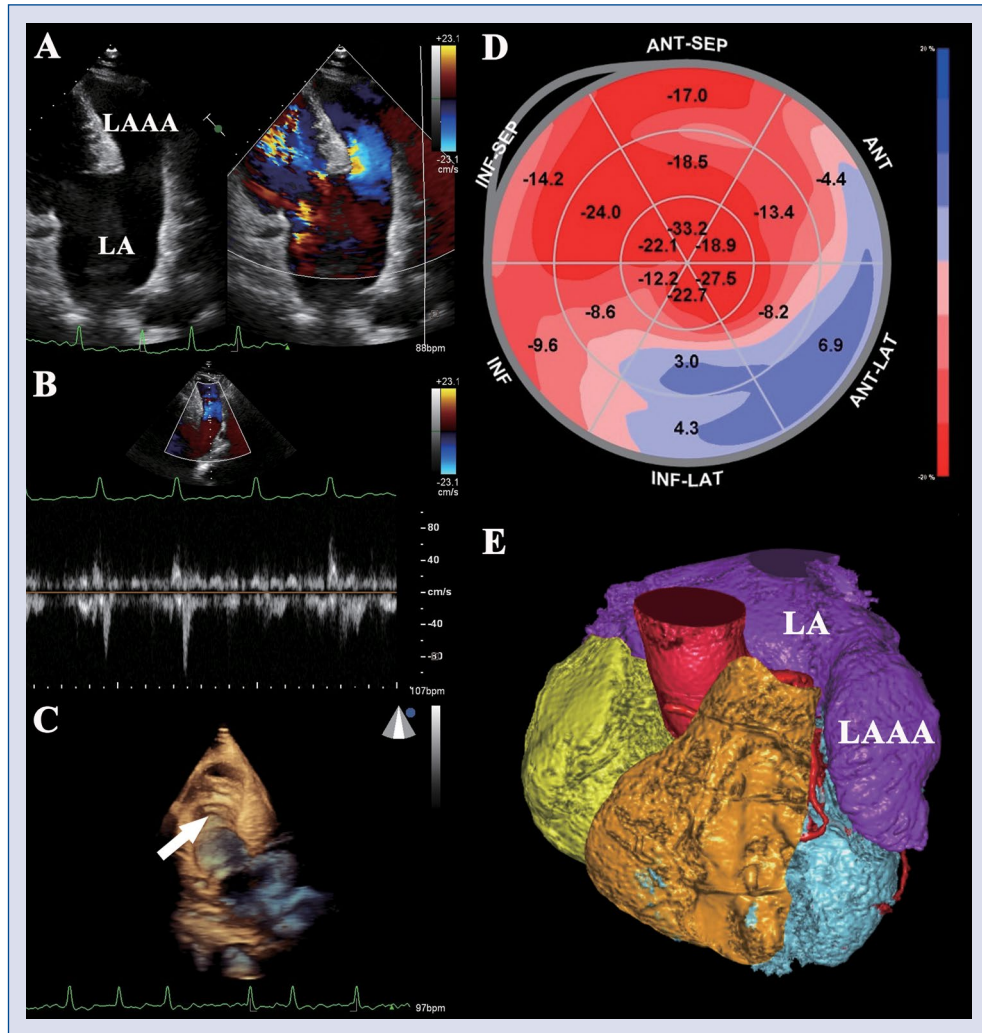 A
LAAA
LA
+23.1
-23.1
cm/s
88bpm
B
+23.1
-23.1
cm/s
80
40
cm/s
-40
-80
107bpm
C
97bpm
D
ANT-SEP
ANT
ANT-LAT
INF-LAT
INF
INF-SEP
-17.0
-18.5
-14.2
-4.4
-24.0
-13.4
-33.2
-22.1
-18.9
-12.2
-27.5
-22.7
-8.6
-8.2
-9.6
3.0
6.9
4.3
20 %
-20 %
E
LA
LAAA